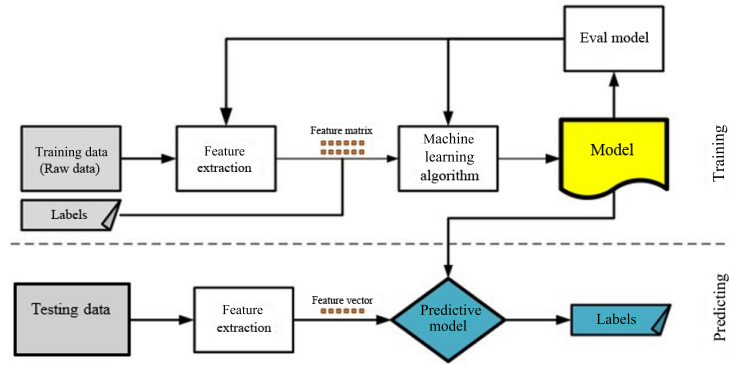 Eval model
Feature matrix
Training data
(Raw data)
Feature
extraction
Machine
learning
algorithm
Model
Training
Labels
Testing data
Feature
extraction
Feature vector
Predictive
model
Labels
Predicting